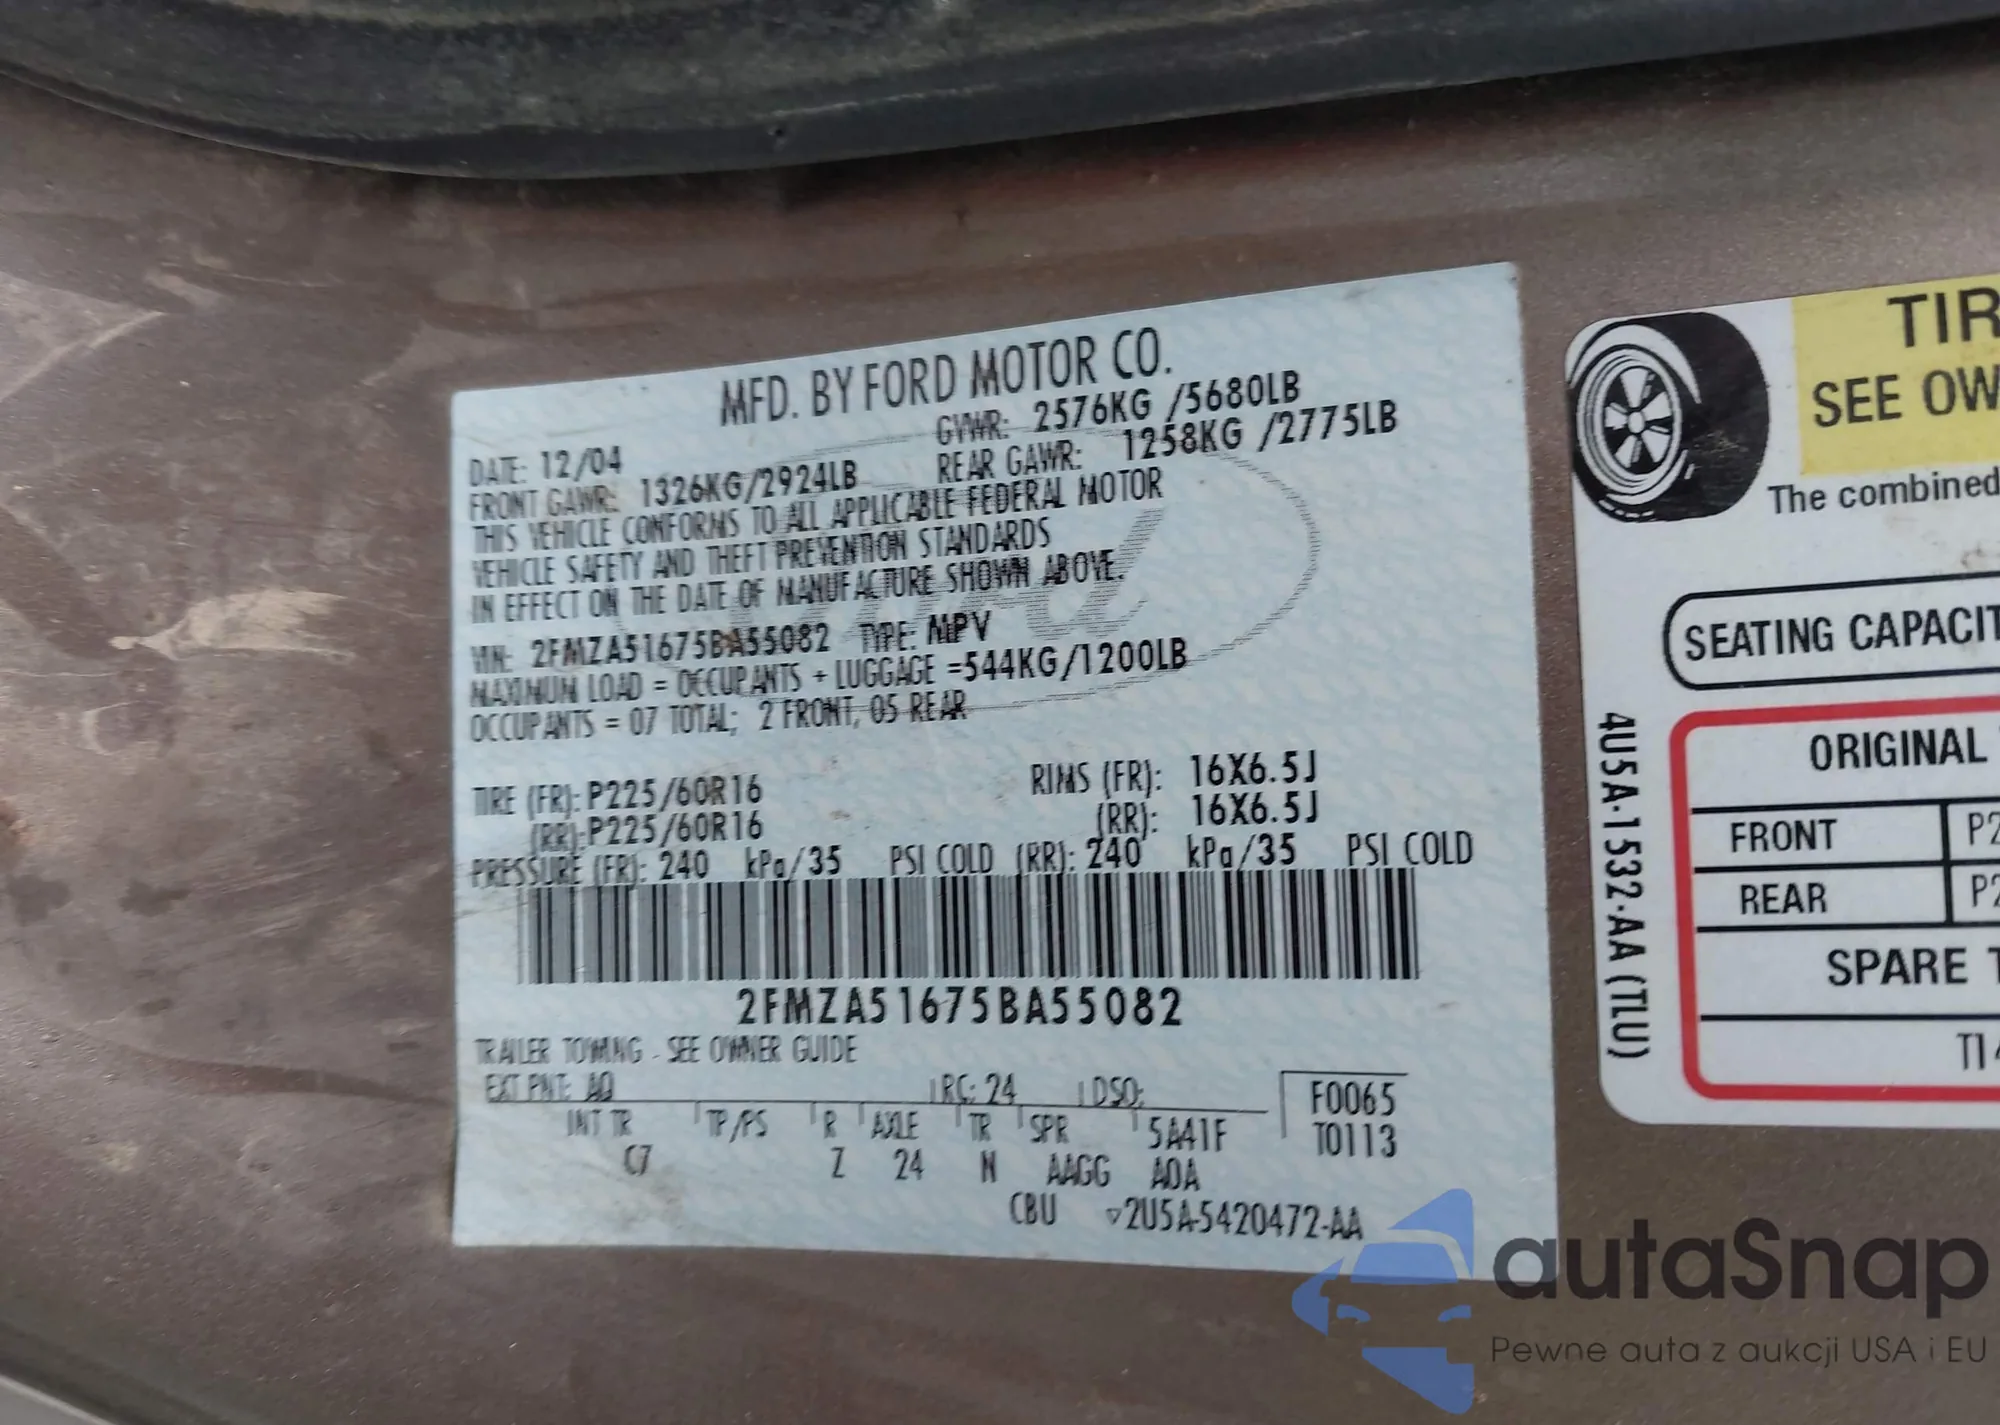 MFD. BY FORD MOTOR CO.
DATE: 12/04 GVWR: 2576KG /5680LB
FRONT GAWR: 1326KG/2924LB REAR GAWR: 1258KG /2775LB
THIS VEHICLE CONFORMS TO ALL APPLICABLE FEDERAL MOTOR
VEHICLE SAFETY AND THEFT PREVENTION STANDARDS
IN EFFECT ON THE DATE OF MANUFACTURE SHOWN ABOVE.
VIN: 2FMZA51675BA55082 TYPE: MPV
MAXIMUM LOAD = OCCUPANTS + LUGGAGE =544KG/1200LB
OCCUPANTS = 07 TOTAL; 2 FRONT, 05 REAR
TIRE (FR): P225/60R16 RIMS (FR): 16X6.5J
(RR): P225/60R16 (RR): 16X6.5J
PRESSURE (FR): 240 kPa/35 PSI COLD (RR): 240 kPa/35 PSI COLD
2FMZA51675BA55082
TRAILER TOWING - SEE OWNER GUIDE
EXT PNT: AQ RC: 24 DSO: F0065
INT TR TP/PS R AXLE TR SPR 5A41F T0113
C7 Z 24 N AAGG AOA
CBU ▽2U5A-5420472-AA
Ford
TIR
SEE OW
The combined
SEATING CAPACIT
4U5A-1532-AA (TLU)
ORIGINAL
FRONT P2
REAR P2
SPARE T
T14
autaSnap
Pewne auta z aukcji USA i EU